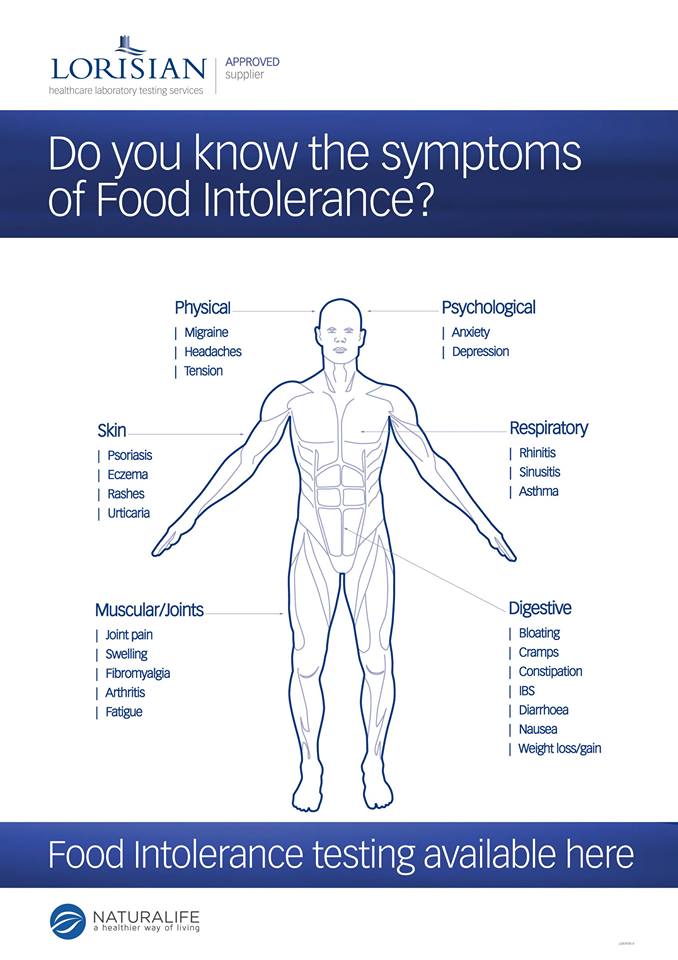 LORISIAN
healthcare laboratory testing services
APPROVED
supplier
Do you know the symptoms
of Food Intolerance?
Physical
Migraine
Headaches
Tension
Psychological
Anxiety
Depression
Skin
Psoriasis
Eczema
Rashes
Urticaria
Respiratory
Rhinitis
Sinusitis
Asthma
Muscular/Joints
Joint pain
Swelling
Fibromyalgia
Arthritis
Fatigue
Digestive
Bloating
Cramps
Constipation
IBS
Diarrhoea
Nausea
Weight loss/gain
Food Intolerance testing available here
NATURALIFE
a healthier way of living